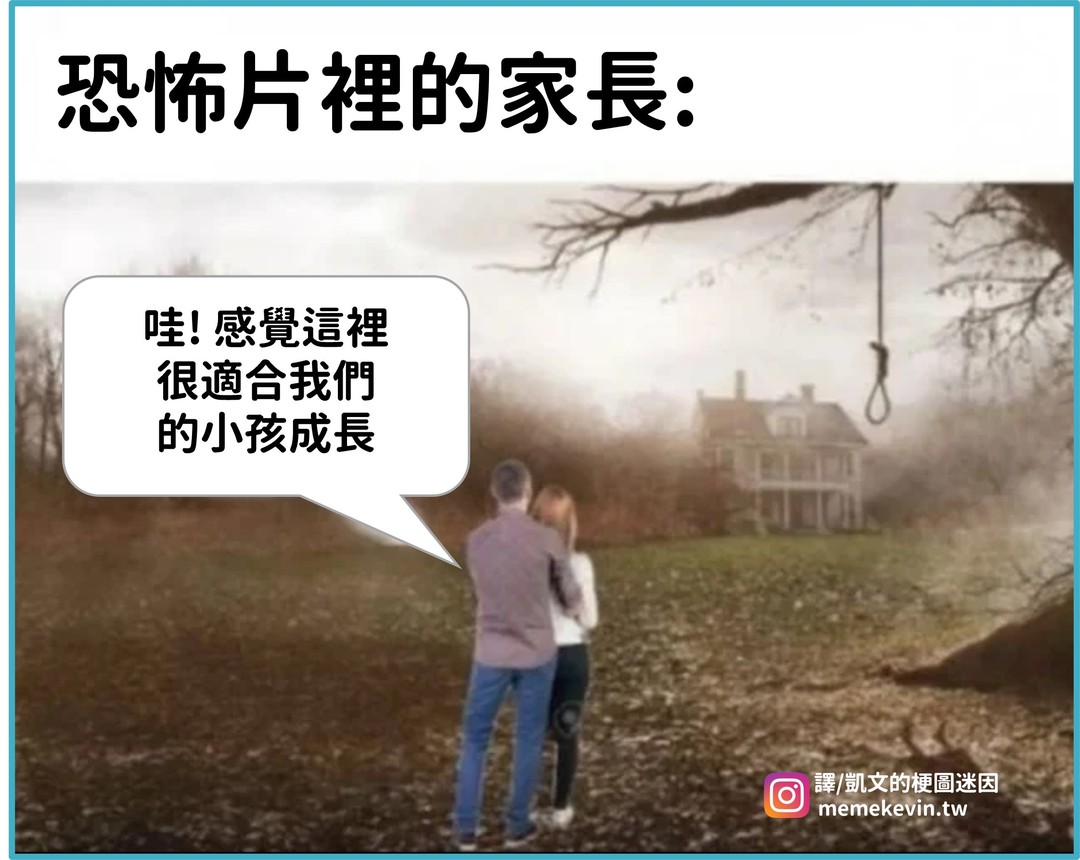 恐怖片裡的家長:
哇! 感覺這裡
很適合我們
的小孩成長
譯/凱文的梗圖迷因
memekevin.tw